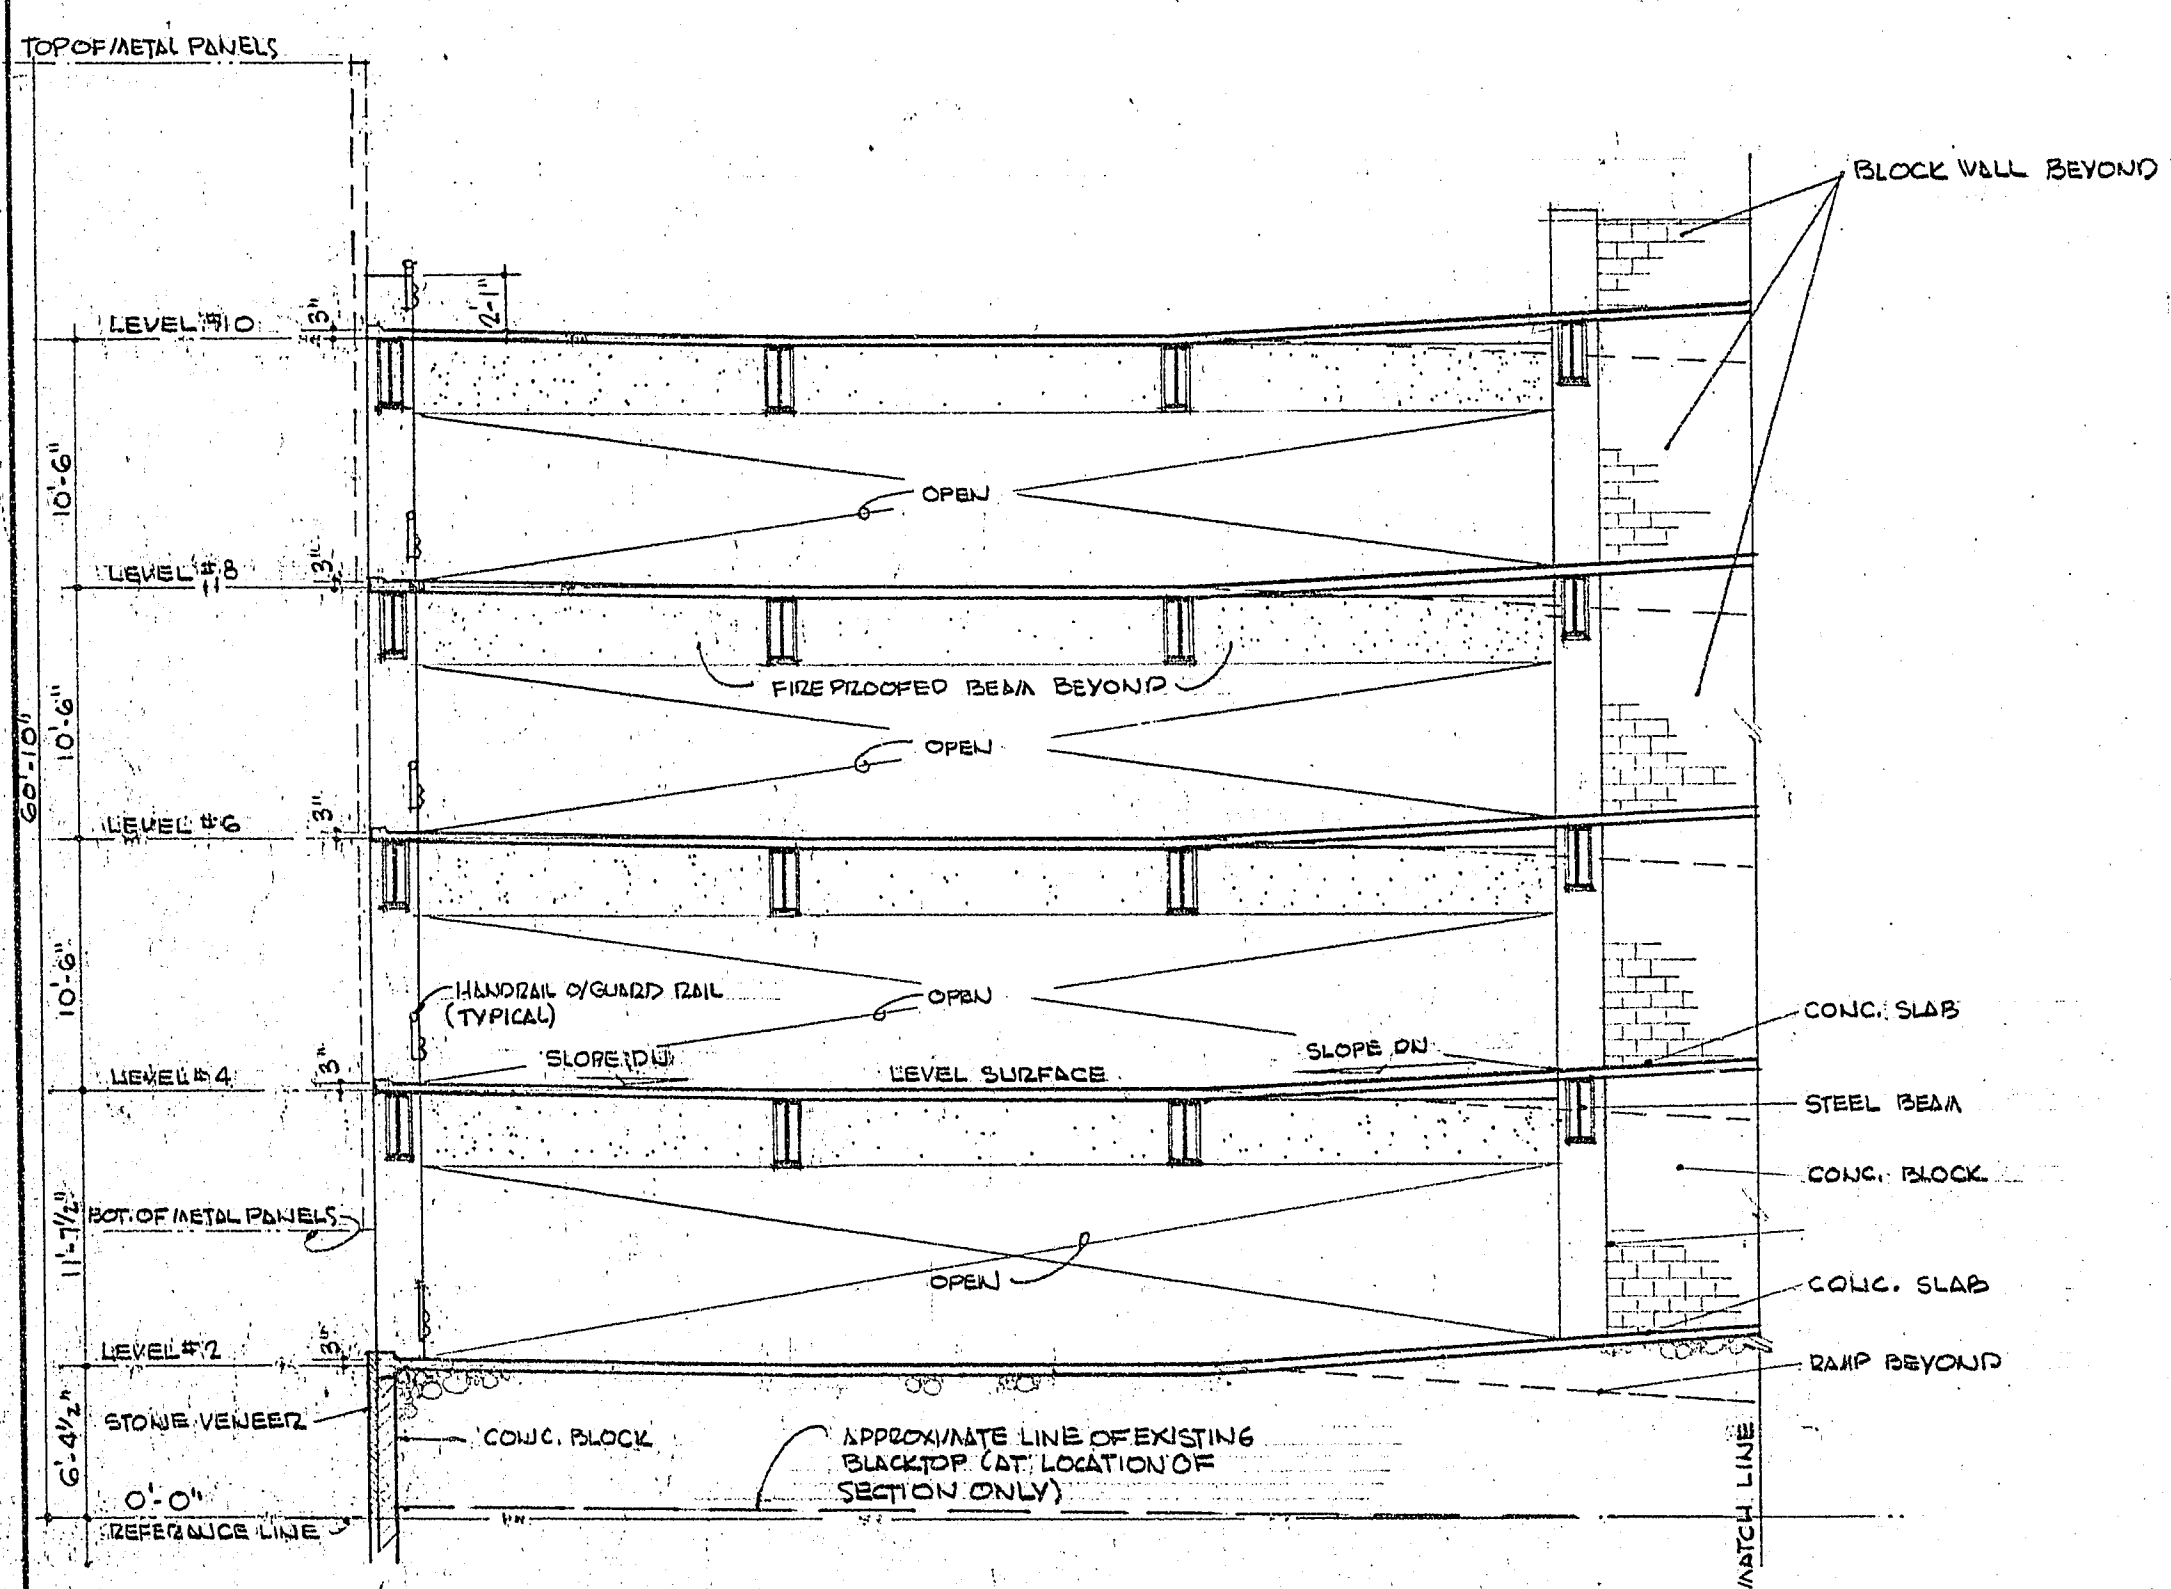 TOP OF METAL PANELS
BLOCK WALL BEYOND
2'-1"
LEVEL #10
3"
10'-6"
OPEN
LEVEL #8
3"
FIREPROOFED BEAM BEYOND
10'-6"
60'-10"
OPEN
LEVEL #6
3"
10'-6"
HANDRAIL O/GUARD RAIL
(TYPICAL)
OPEN
CONC. SLAB
SLOPE DN
SLOPE DN
LEVEL #4
3"
LEVEL SURFACE
STEEL BEAM
CONC. BLOCK
BOT. OF METAL PANELS
11'-7 1/2"
OPEN
CONC. SLAB
LEVEL #2
3"
RAMP BEYOND
STONE VENEER
CONC. BLOCK
APPROXIMATE LINE OF EXISTING
BLACKTOP (AT LOCATION OF
SECTION ONLY)
6'-4 1/2"
0'-0"
REFERANCE LINE
MATCH LINE